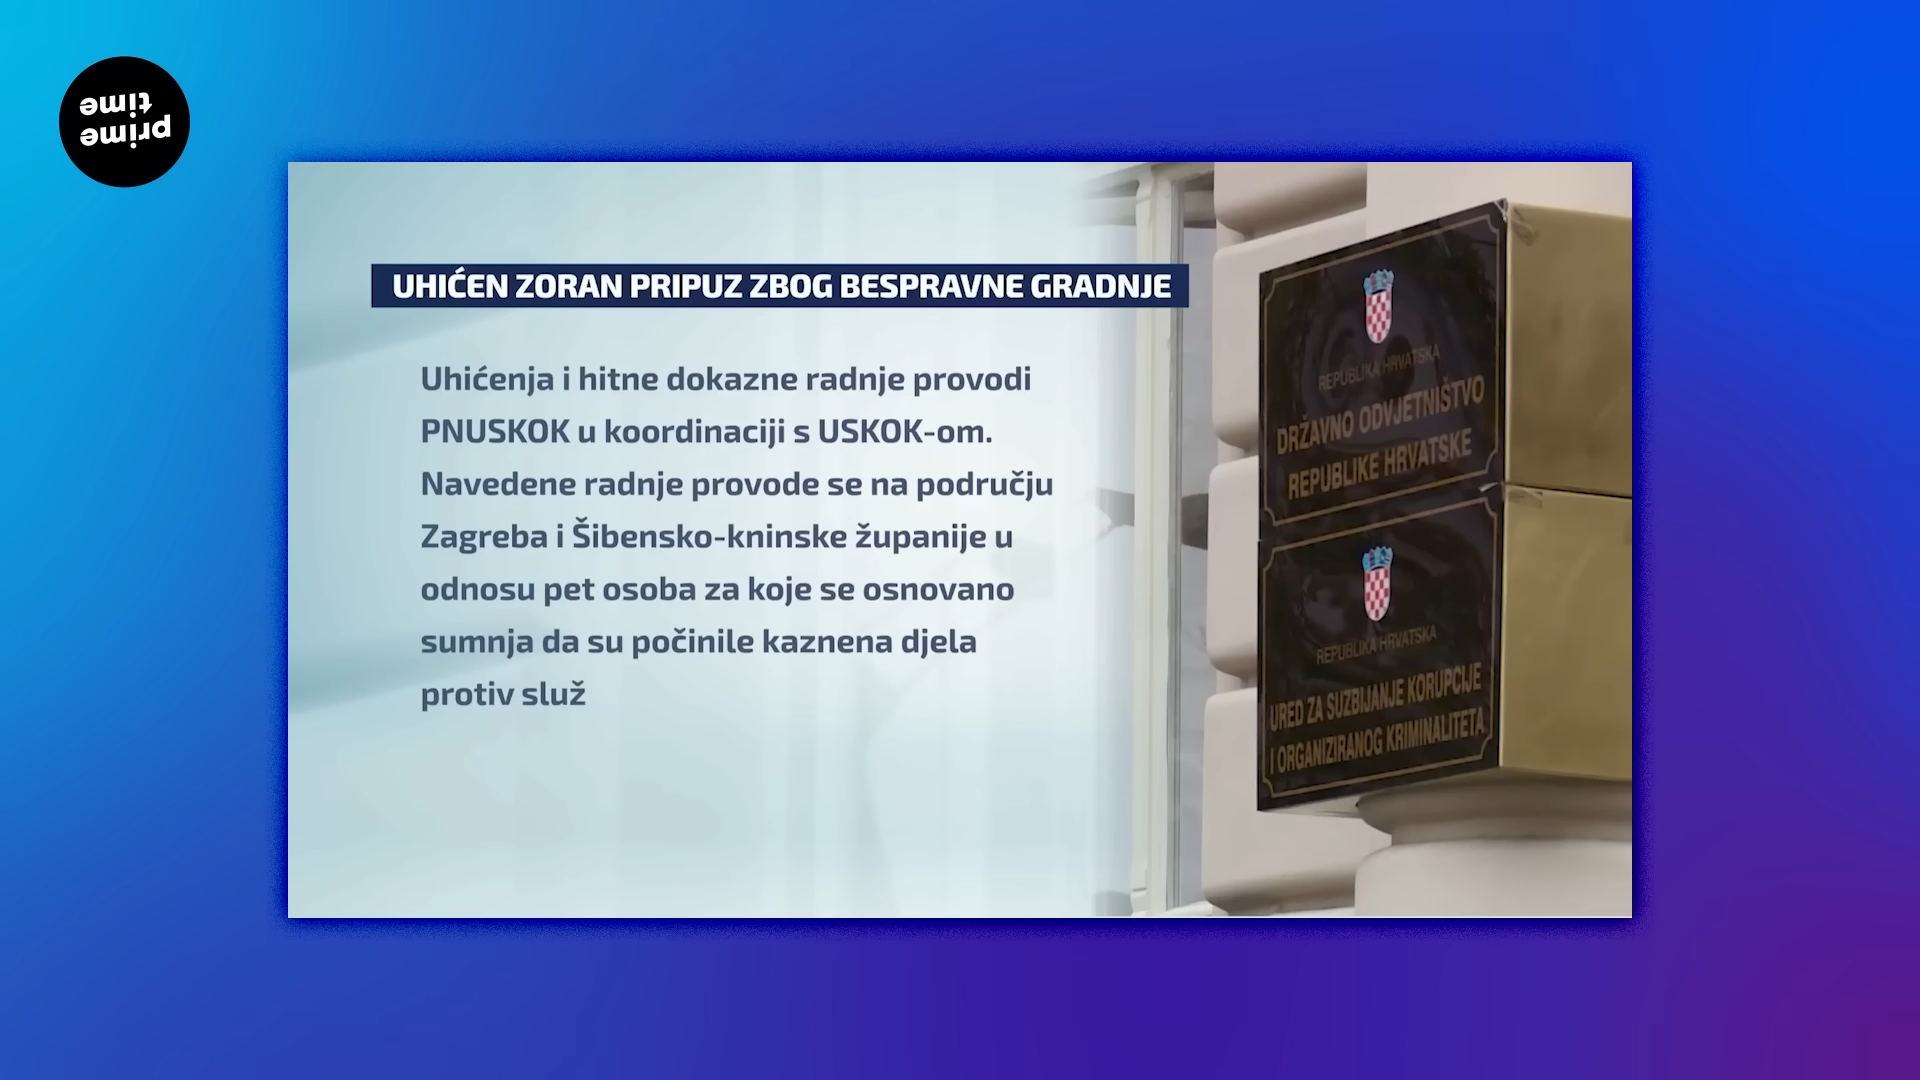 prime
time
UHIĆEN ZORAN PRIPUZ ZBOG BESPRAVNE GRADNJE
Uhićenja i hitne dokazne radnje provodi
PNUSKOK u koordinaciji s USKOK-om.
Navedene radnje provode se na području
Zagreba i Šibensko-kninske županije u
odnosu pet osoba za koje se osnovano
sumnja da su počinile kaznena djela
protiv služ
REPUBLIKA HRVATSKA
DRŽAVNO ODVJETNIŠTVO
REPUBLIKE HRVATSKE
REPUBLIKA HRVATSKA
URED ZA SUZBIJANJE KORUPCIJE
I ORGANIZIRANOG KRIMINALITETA